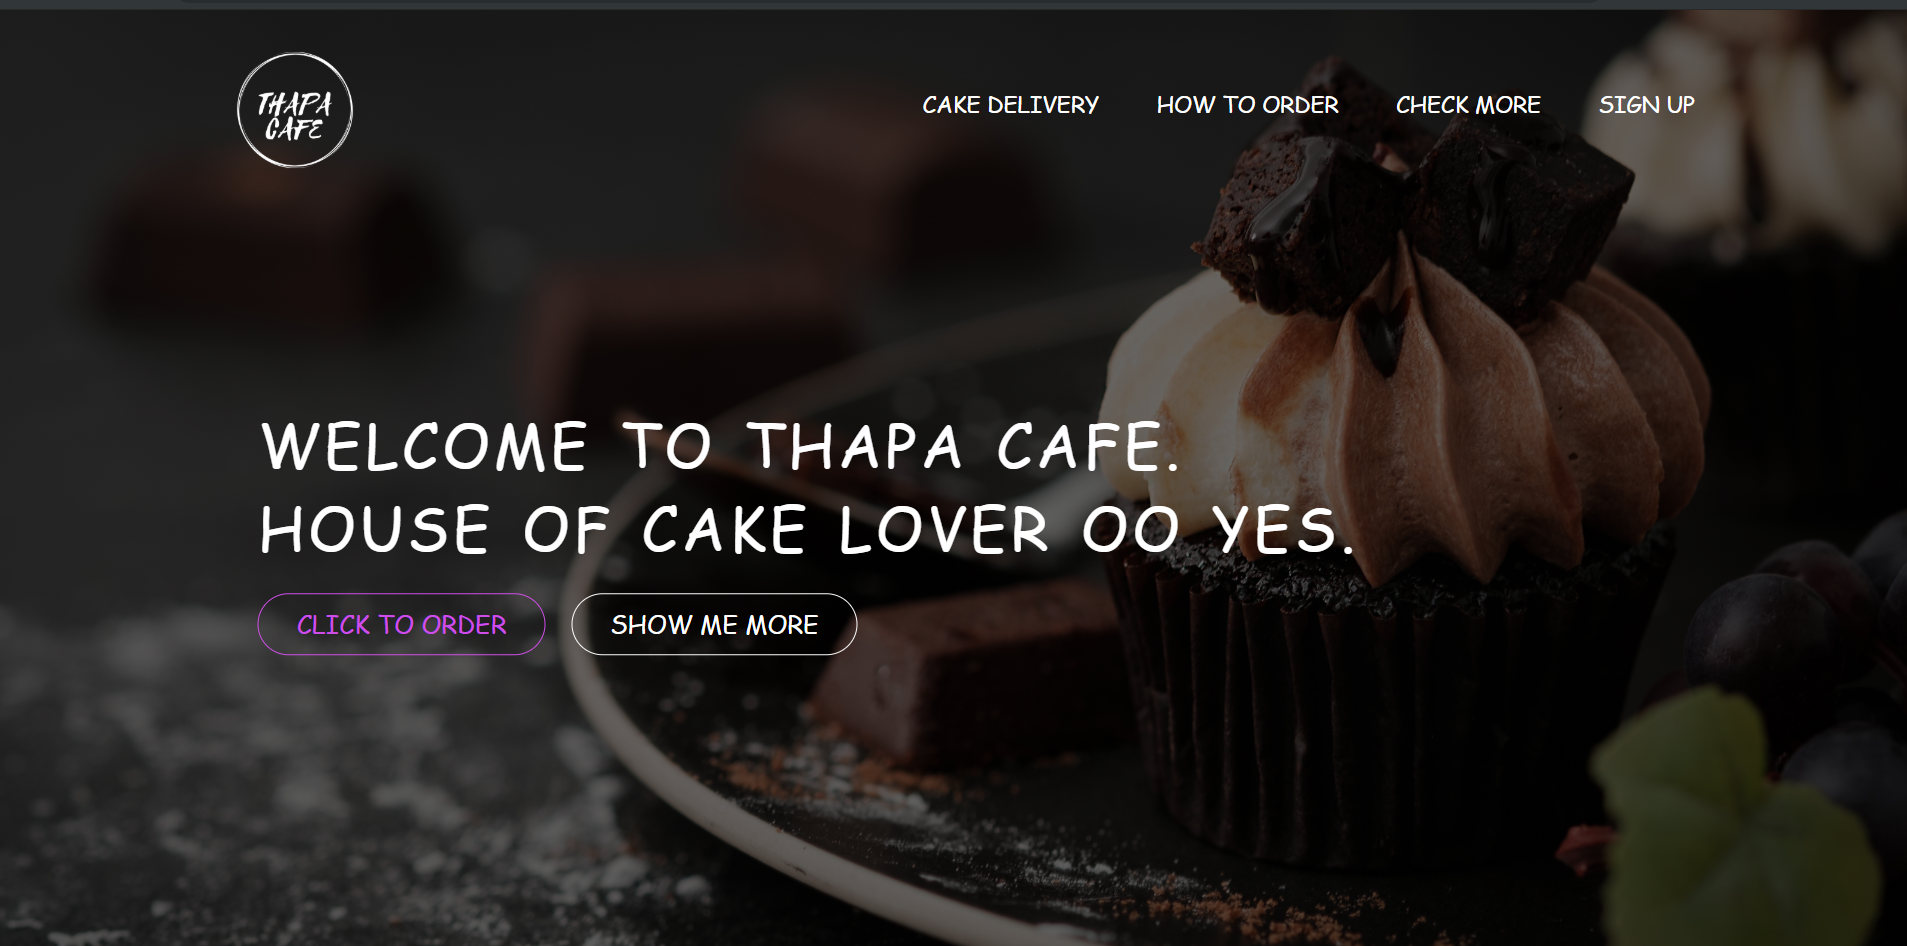 THAPA
CAFE
CAKE DELIVERY
HOW TO ORDER
CHECK MORE
SIGN UP
WELCOME TO THAPA CAFE.
HOUSE OF CAKE LOVER OO YES.
CLICK TO ORDER
SHOW ME MORE